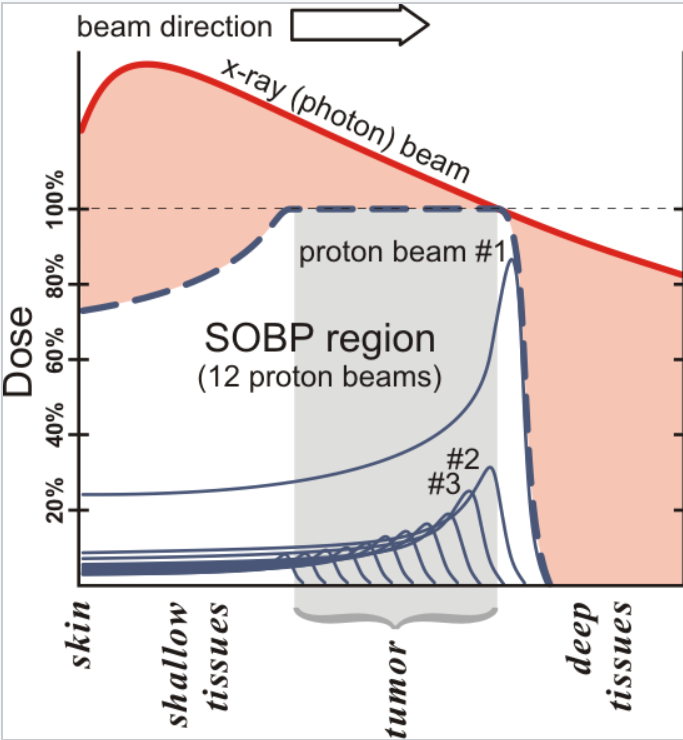 beam direction
x-ray (photon) beam
100%
80%
60%
40%
20%
Dose
proton beam #1
SOBP region
(12 proton beams)
#2
#3
skin
shallow
tissues
tumor
deep
tissues